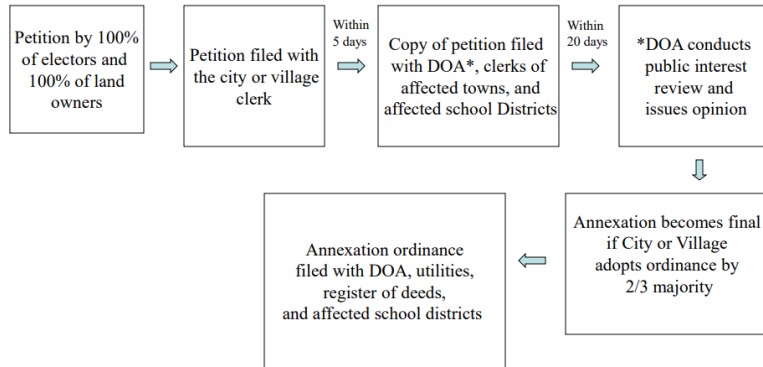 Petition by 100%
of electors and
100% of land
owners
Petition filed with
the city or village
clerk
Within
5 days
Copy of petition filed
with DOA*, clerks of
affected towns, and
affected school Districts
Within
20 days
*DOA conducts
public interest
review and
issues opinion
Annexation becomes final
if City or Village
adopts ordinance by
2/3 majority
Annexation ordinance
filed with DOA, utilities,
register of deeds,
and affected school districts